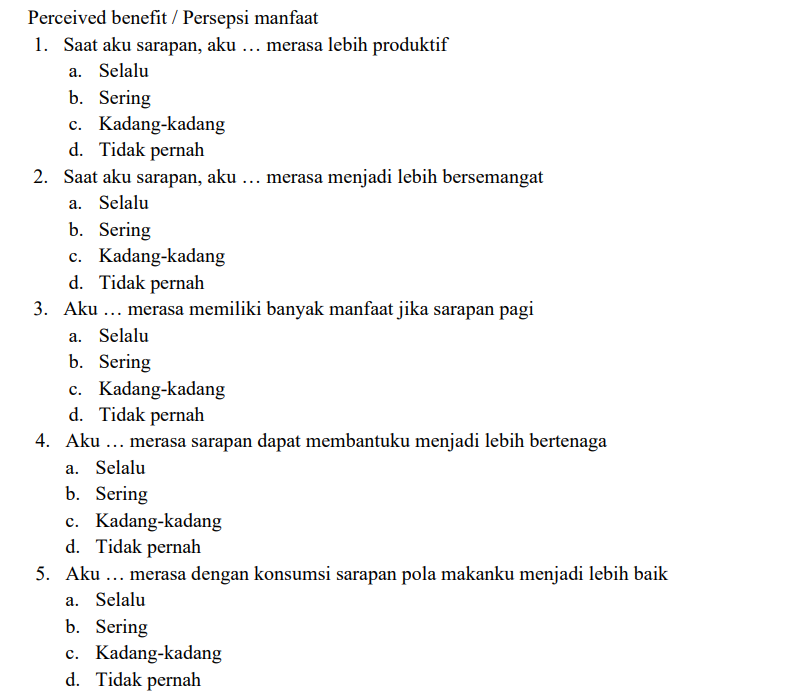 Perceived benefit / Persepsi manfaat
1. Saat aku sarapan, aku … merasa lebih produktif
a. Selalu
b. Sering
c. Kadang-kadang
d. Tidak pernah
2. Saat aku sarapan, aku … merasa menjadi lebih bersemangat
a. Selalu
b. Sering
c. Kadang-kadang
d. Tidak pernah
3. Aku … merasa memiliki banyak manfaat jika sarapan pagi
a. Selalu
b. Sering
c. Kadang-kadang
d. Tidak pernah
4. Aku … merasa sarapan dapat membantuku menjadi lebih bertenaga
a. Selalu
b. Sering
c. Kadang-kadang
d. Tidak pernah
5. Aku … merasa dengan konsumsi sarapan pola makanku menjadi lebih baik
a. Selalu
b. Sering
c. Kadang-kadang
d. Tidak pernah